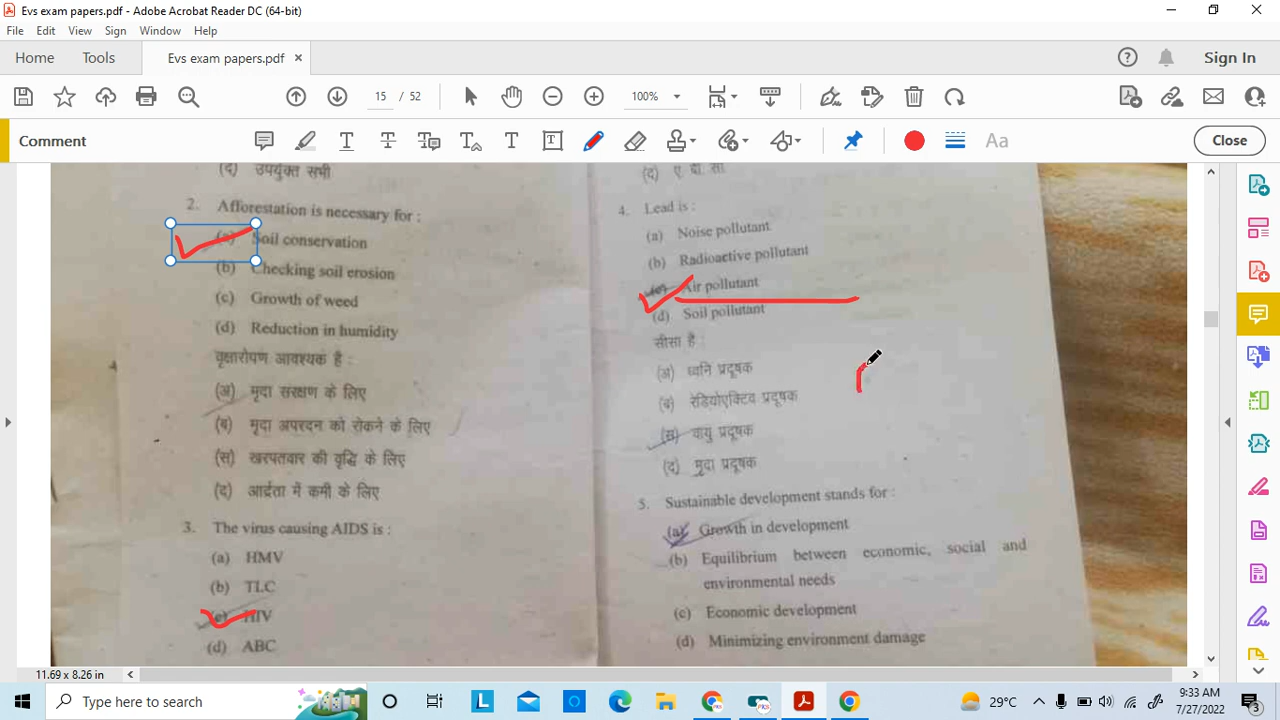 Evs exam papers.pdf - Adobe Acrobat Reader DC (64-bit)
File Edit View Sign Window Help
Home Tools Evs exam papers.pdf × Sign In
15 / 52 100%
Comment Close
(द) उपर्युक्त सभी
2. Afforestation is necessary for :
(a) Soil conservation
(b) Checking soil erosion
(c) Growth of weed
(d) Reduction in humidity
वृक्षारोपण आवश्यक है :
(अ) मृदा संरक्षण के लिए
(ब) मृदा अपरदन को रोकने के लिए
(स) खरपतवार की वृद्धि के लिए
(द) आर्द्रता में कमी के लिए
3. The virus causing AIDS is :
(a) HMV
(b) TLC
(c) HIV
(d) ABC
(द) ए बी सी
4. Lead is :
(a) Noise pollutant
(b) Radioactive pollutant
(c) Air pollutant
(d) Soil pollutant
सीसा है :
(अ) ध्वनि प्रदूषक
(ब) रेडियोएक्टिव प्रदूषक
(स) वायु प्रदूषक
(द) मृदा प्रदूषक
5. Sustainable development stands for :
(a) Growth in development
(b) Equilibrium between economic, social and
environmental needs
(c) Economic development
(d) Minimizing environment damage
11.69 x 8.26 in
Type here to search
29°C
9:33 AM
7/27/2022
3